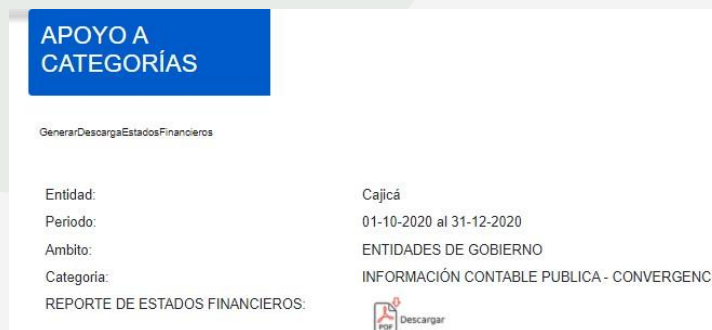 APOYO A
CATEGORÍAS
GenerarDescargaEstadosFinancieros
Entidad: Cajicá
Periodo: 01-10-2020 al 31-12-2020
Ambito: ENTIDADES DE GOBIERNO
Categoria: INFORMACIÓN CONTABLE PUBLICA - CONVERGENC
REPORTE DE ESTADOS FINANCIEROS: PDF Descargar